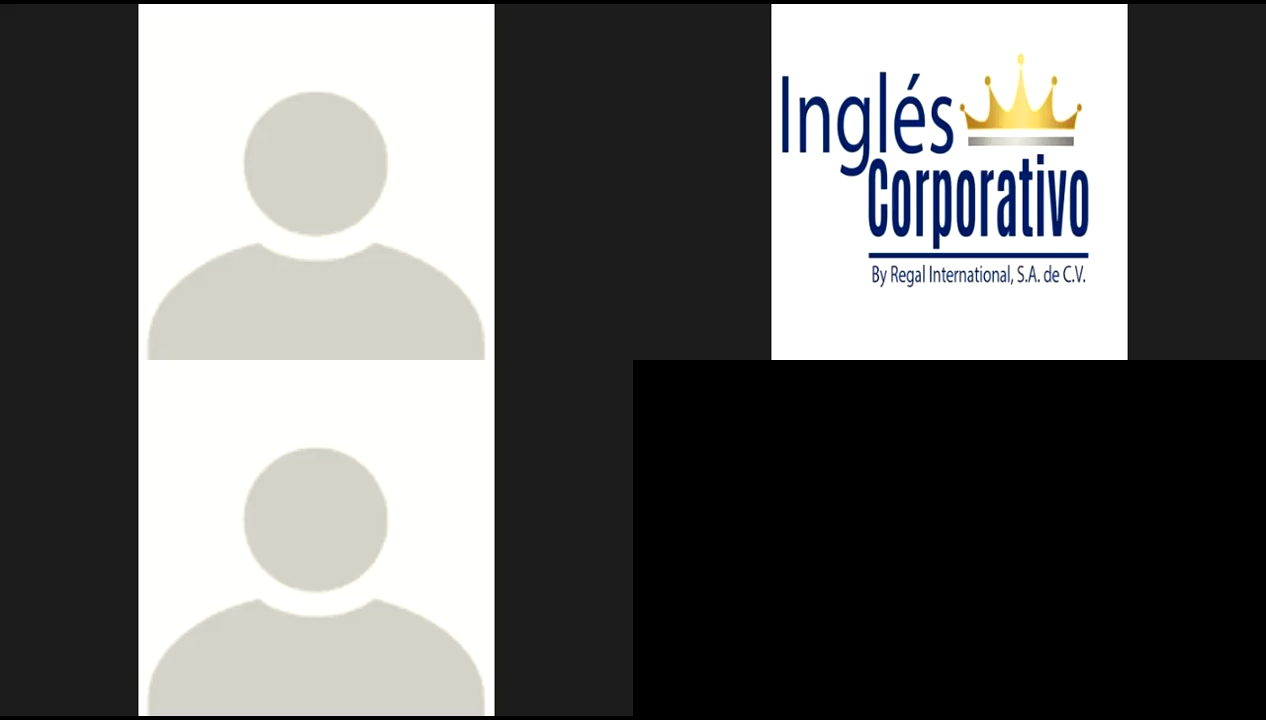 Inglés
Corporativo
By Regal International, S.A. de C.V.